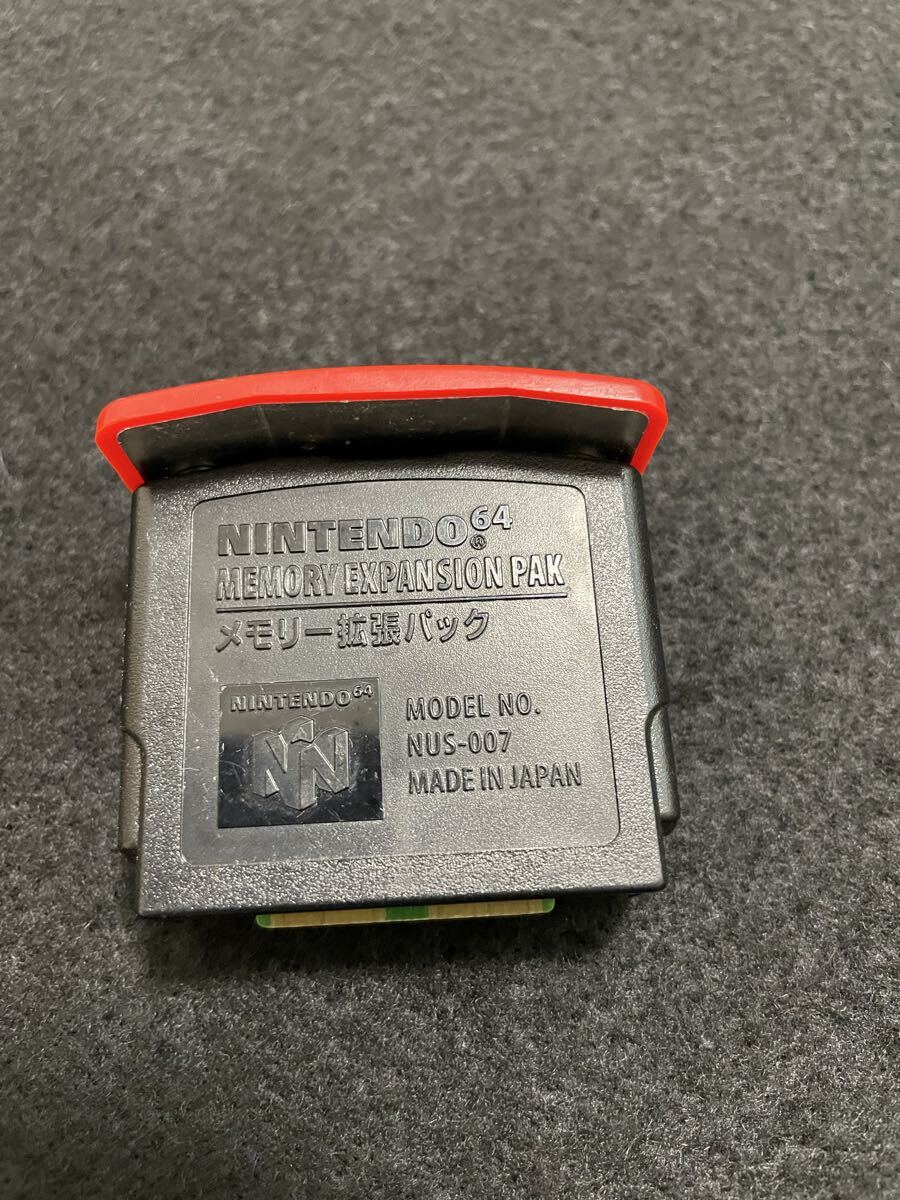 NINTENDO64®
MEMORY EXPANSION PAK
メモリー拡張パック
NINTENDO64
MODEL NO.
NUS-007
MADE IN JAPAN